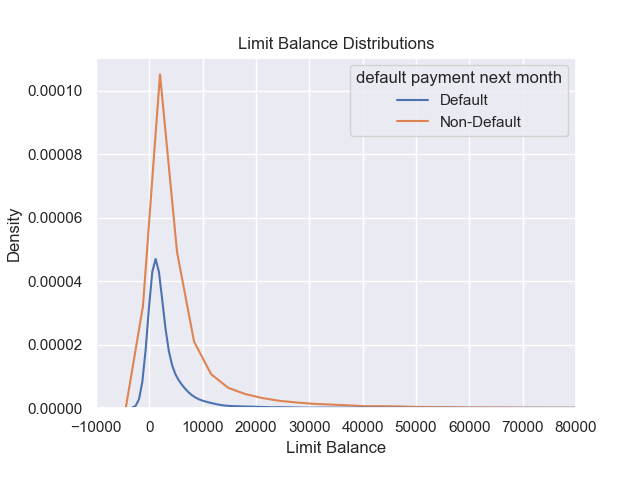 Limit Balance Distributions
default payment next month
Default
Non-Default
Density
0.00010
0.00008
0.00006
0.00004
0.00002
0.00000
−10000 0 10000 20000 30000 40000 50000 60000 70000 80000
Limit Balance